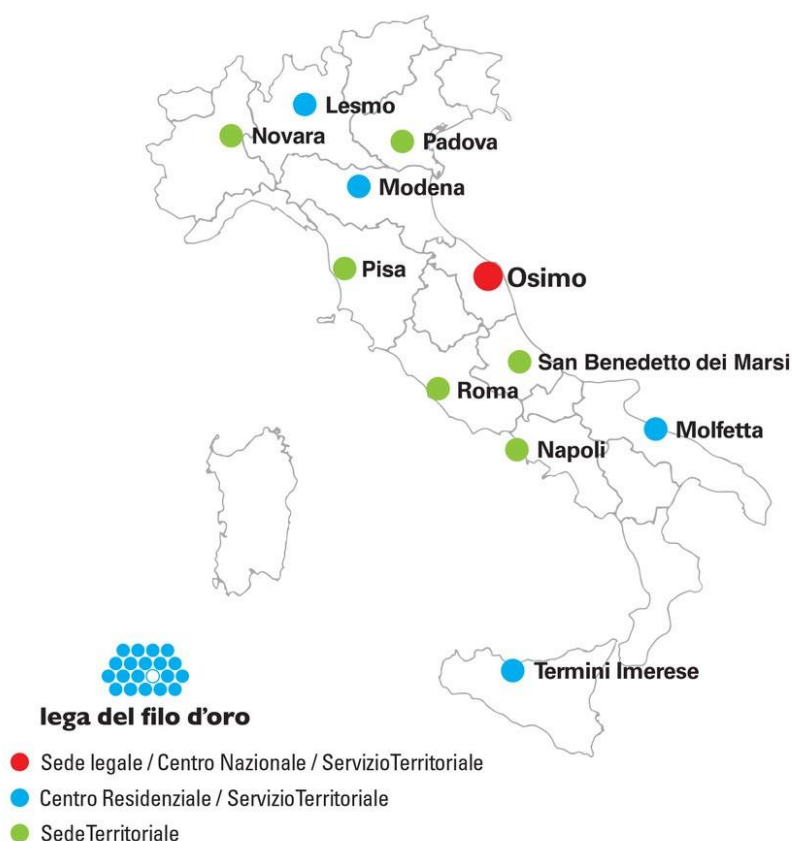 Lesmo
Novara
Padova
Modena
Pisa
Osimo
San Benedetto dei Marsi
Roma
Molfetta
Napoli
Termini Imerese
lega del filo d'oro
Sede legale / Centro Nazionale / ServizioTerritoriale
Centro Residenziale / ServizioTerritoriale
SedeTerritoriale